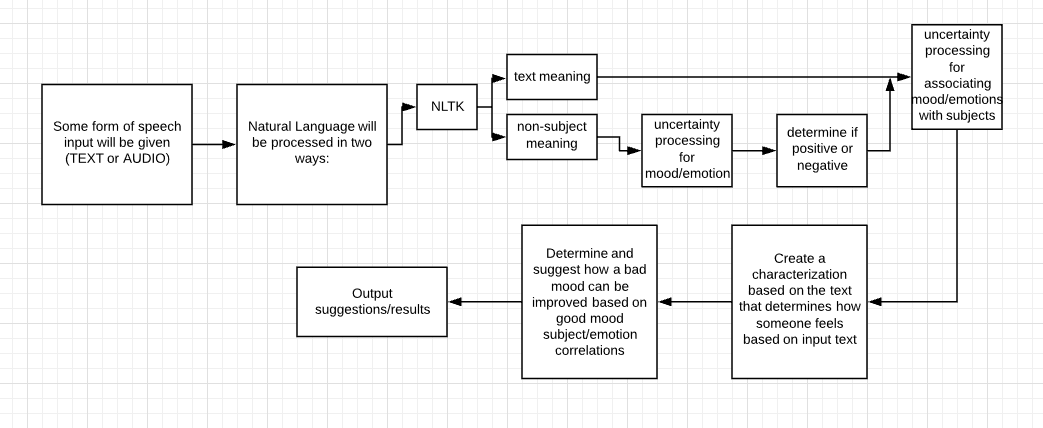 Some form of speech
input will be given
(TEXT or AUDIO)
Natural Language will
be processed in two
ways:
NLTK
text meaning
non-subject
meaning
uncertainty
processing
for
mood/emotion
determine if
positive or
negative
uncertainty
processing
for
associating
mood/emotions
with subjects
Create a
characterization
based on the text
that determines how
someone feels
based on input text
Determine and
suggest how a bad
mood can be
improved based on
good mood
subject/emotion
correlations
Output
suggestions/results